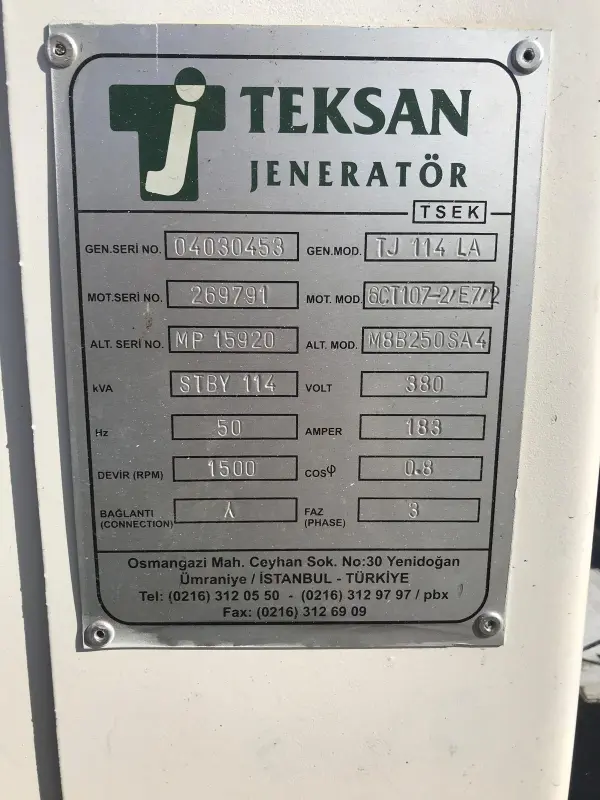 TJ TEKSAN
JENERATÖR
TSEK
GEN.SERİ NO. 04030453 GEN.MOD. TJ 114 LA
MOT.SERİ NO. 269791 MOT. MOD. 6CT107-2/E7/2
ALT. SERİ NO. MP 15920 ALT. MOD. M8B250SA4
kVA STBY 114 VOLT 380
Hz 50 AMPER 183
DEVİR (RPM) 1500 COSφ 0.8
BAĞLANTI (CONNECTION) ⅄ FAZ (PHASE) 3
Osmangazi Mah. Ceyhan Sok. No:30 Yenidoğan
Ümraniye / İSTANBUL - TÜRKİYE
Tel: (0216) 312 05 50 - (0216) 312 97 97 / pbx
Fax: (0216) 312 69 09